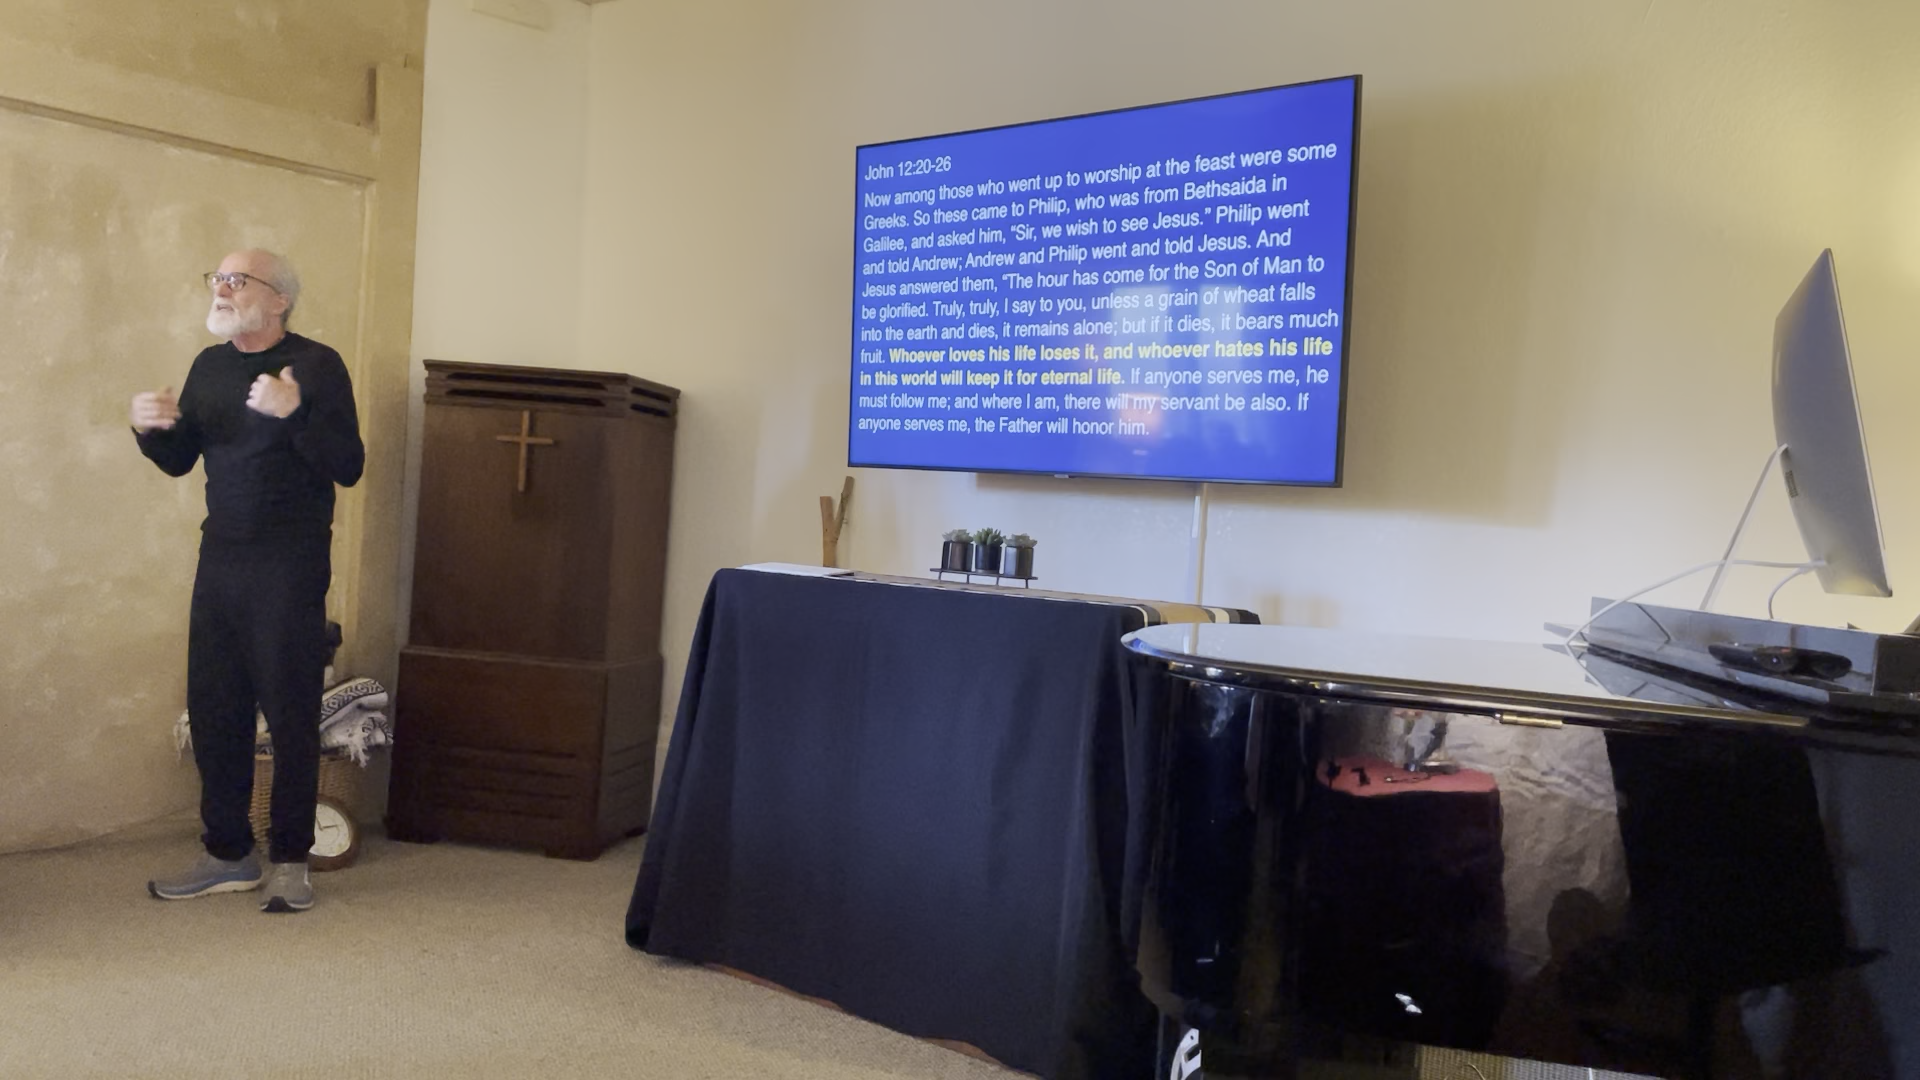 John 12:20-26
Now among those who went up to worship at the feast were some
Greeks. So these came to Philip, who was from Bethsaida in
Galilee, and asked him, “Sir, we wish to see Jesus.” Philip went
and told Andrew; Andrew and Philip went and told Jesus. And
Jesus answered them, “The hour has come for the Son of Man to
be glorified. Truly, truly, I say to you, unless a grain of wheat falls
into the earth and dies, it remains alone; but if it dies, it bears much
fruit. Whoever loves his life loses it, and whoever hates his life
in this world will keep it for eternal life. If anyone serves me, he
must follow me; and where I am, there will my servant be also. If
anyone serves me, the Father will honor him.